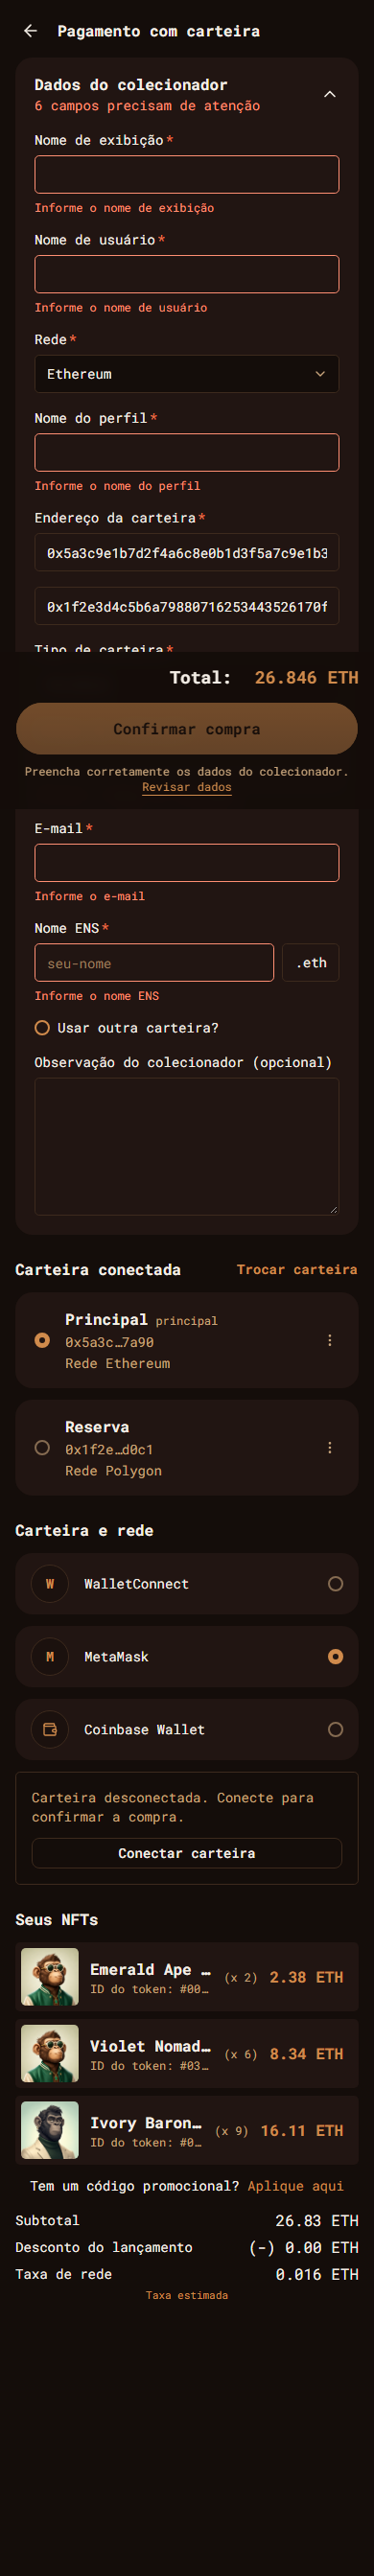 Pagamento com carteira
Dados do colecionador
6 campos precisam de atenção
Nome de exibição*
Informe o nome de exibição
Nome de usuário*
Informe o nome de usuário
Rede*
Ethereum
Nome do perfil*
Informe o nome do perfil
Endereço da carteira*
0x5a3c9e1b7d2f4a6c8e0b1d3f5a7c9e1b3
0x1f2e3d4c5b6a79880716253443526170f
Tipo de carteira*
Total: 26.846 ETH
Confirmar compra
Preencha corretamente os dados do colecionador.
Revisar dados
E-mail*
Informe o e-mail
Nome ENS*
seu-nome .eth
Informe o nome ENS
Usar outra carteira?
Observação do colecionador (opcional)
Carteira conectada Trocar carteira
Principal principal
0x5a3c…7a90
Rede Ethereum
Reserva
0x1f2e…d0c1
Rede Polygon
Carteira e rede
W WalletConnect
M MetaMask
Coinbase Wallet
Carteira desconectada. Conecte para
confirmar a compra.
Conectar carteira
Seus NFTs
Emerald Ape … (x 2) 2.38 ETH
ID do token: #00…
Violet Nomad… (x 6) 8.34 ETH
ID do token: #03…
Ivory Baron… (x 9) 16.11 ETH
ID do token: #0…
Tem um código promocional? Aplique aqui
Subtotal 26.83 ETH
Desconto do lançamento (-) 0.00 ETH
Taxa de rede 0.016 ETH
Taxa estimada